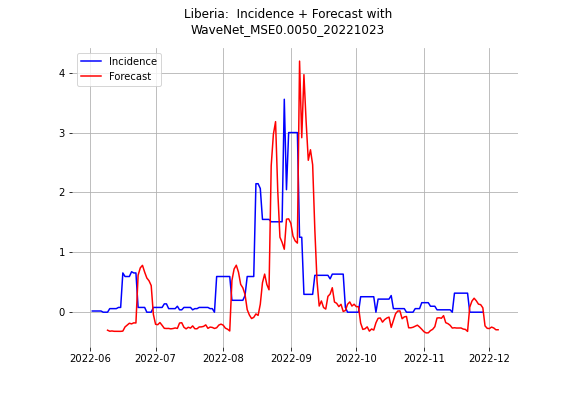 Liberia:  Incidence + Forecast with
WaveNet_MSE0.0050_20221023
Incidence
Forecast
4
3
2
1
0
2022-06 2022-07 2022-08 2022-09 2022-10 2022-11 2022-12